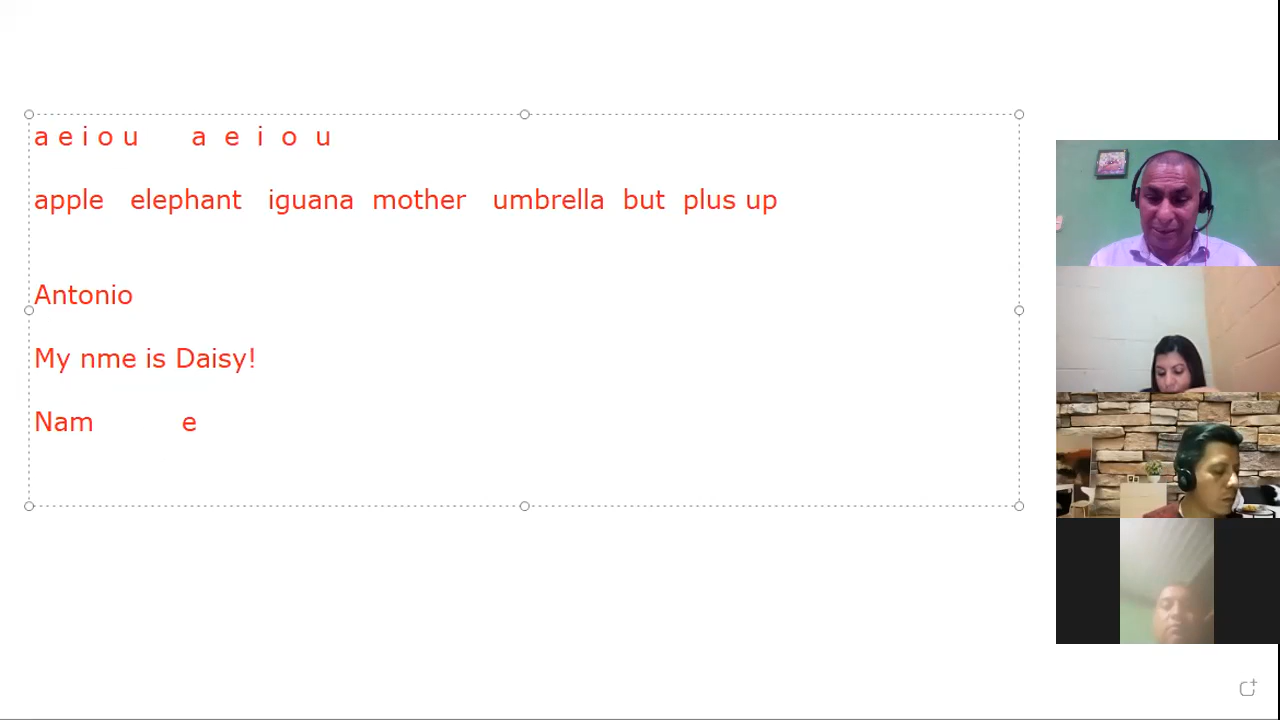 a e i o u a e i o u
apple elephant iguana mother umbrella but plus up
Antonio
My nme is Daisy!
Nam e